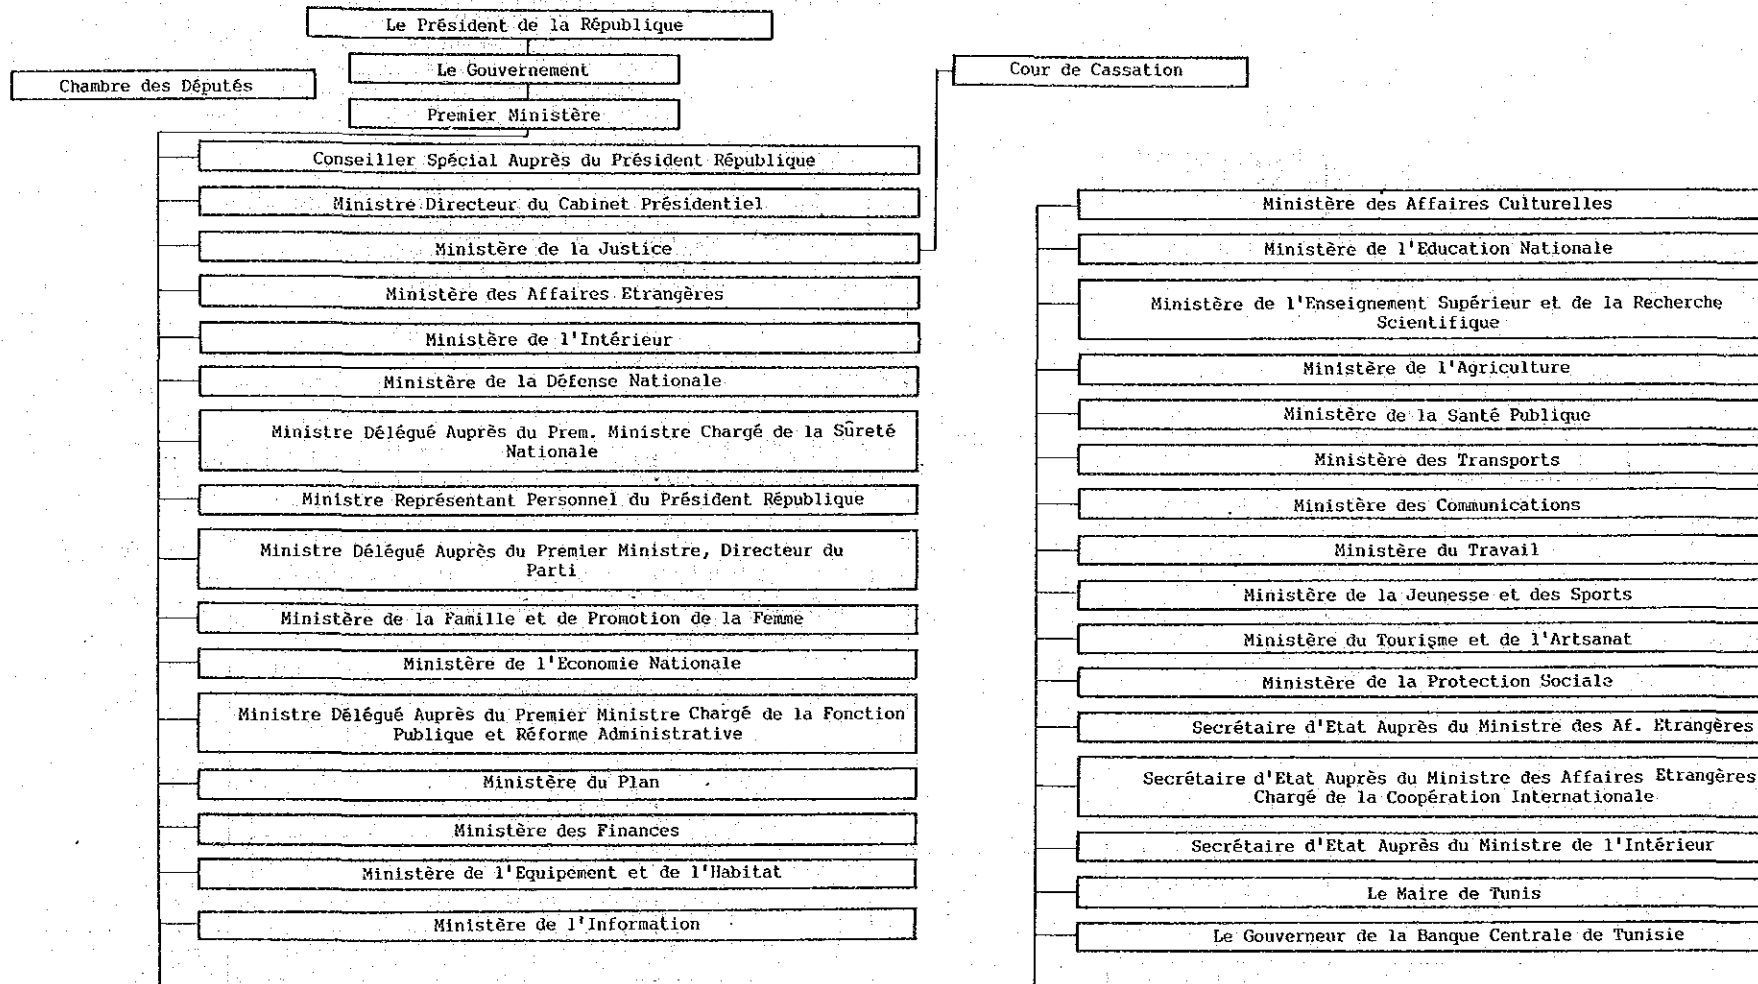 Le Président de la République
Le Gouvernement
Chambre des Députés
Cour de Cassation
Premier Ministère
Conseiller Spécial Auprès du Président République
Ministre Directeur du Cabinet Présidentiel
Ministère de la Justice
Ministère des Affaires Etrangères
Ministère de l'Intérieur
Ministère de la Défense Nationale
Ministre Délégué Auprès du Prem. Ministre Chargé de la Sûreté
Nationale
Ministre Représentant Personnel du Président République
Ministre Délégué Auprès du Premier Ministre, Directeur du
Parti
Ministère de la Famille et de Promotion de la Femme
Ministère de l'Economie Nationale
Ministre Délégué Auprès du Premier Ministre Chargé de la Fonction
Publique et Réforme Administrative
Ministère du Plan
Ministère des Finances
Ministère de l'Equipement et de l'Habitat
Ministère de l'Information
Ministère des Affaires Culturelles
Ministère de l'Education Nationale
Ministère de l'Enseignement Supérieur et de la Recherche
Scientifique
Ministère de l'Agriculture
Ministère de la Santé Publique
Ministère des Transports
Ministère des Communications
Ministère du Travail
Ministère de la Jeunesse et des Sports
Ministère du Tourisme et de l'Artsanat
Ministère de la Protection Sociale
Secrétaire d'Etat Auprès du Ministre des Af. Etrangères
Secrétaire d'Etat Auprès du Ministre des Affaires Etrangères
Chargé de la Coopération Internationale
Secrétaire d'Etat Auprès du Ministre de l'Intérieur
Le Maire de Tunis
Le Gouverneur de la Banque Centrale de Tunisie